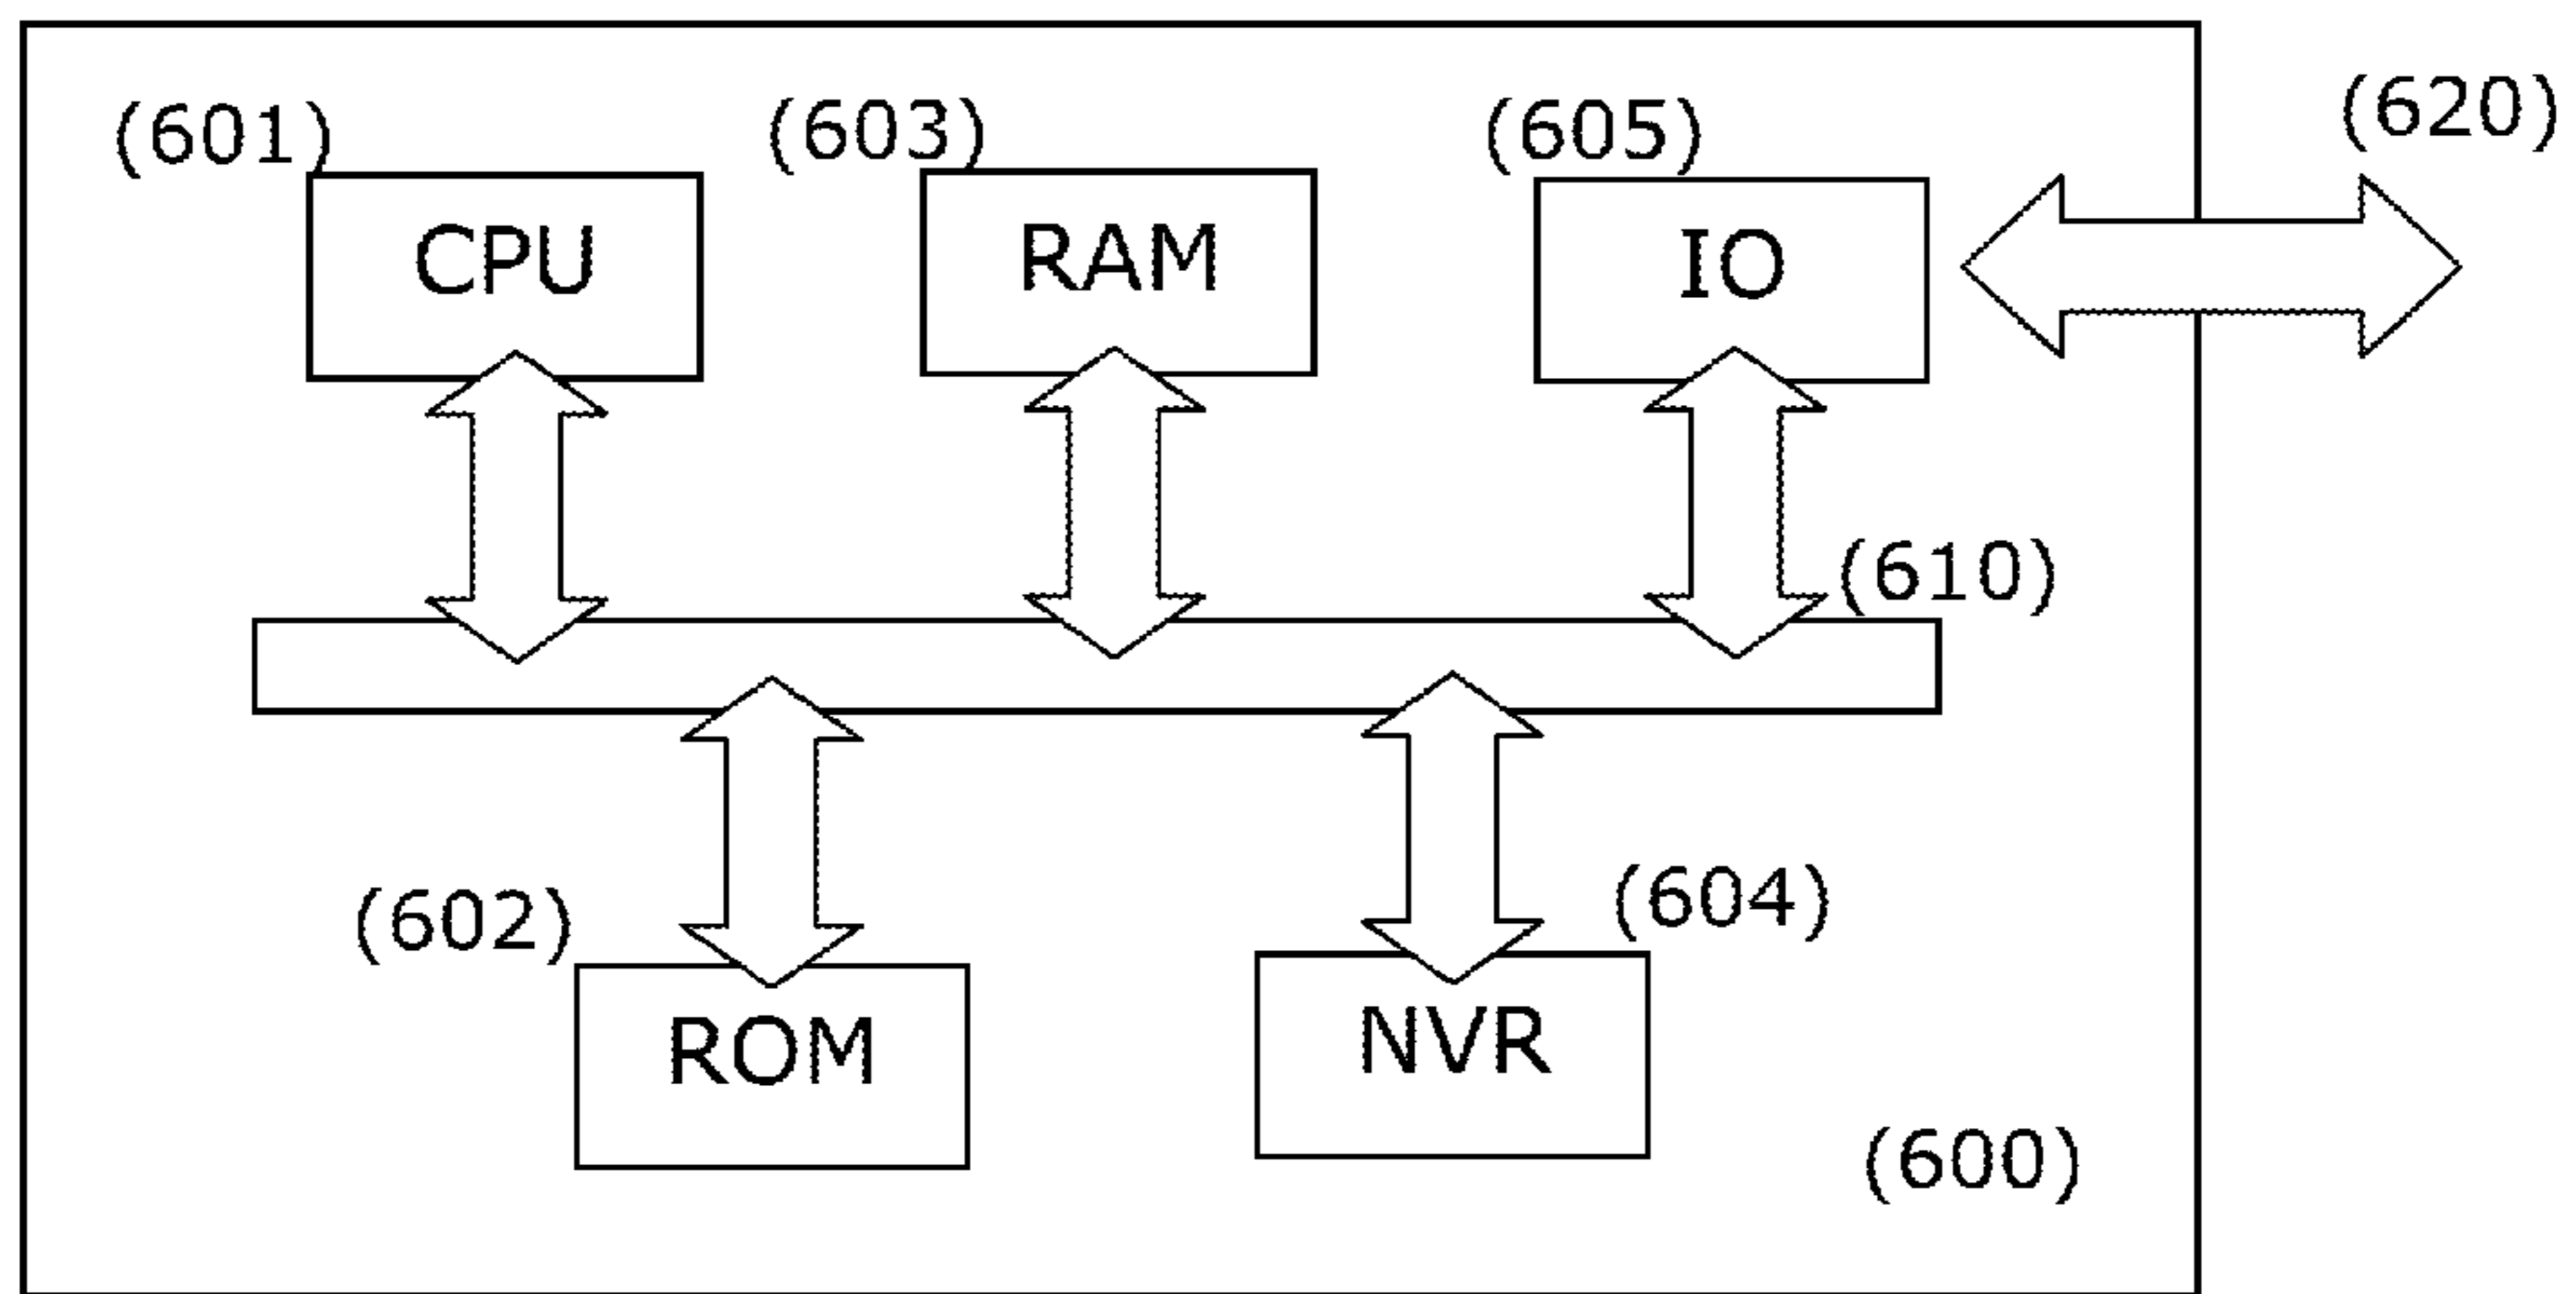 (601)
CPU
(603)
RAM
(605)
IO
(620)
(610)
(602)
ROM
(604)
NVR
(600)